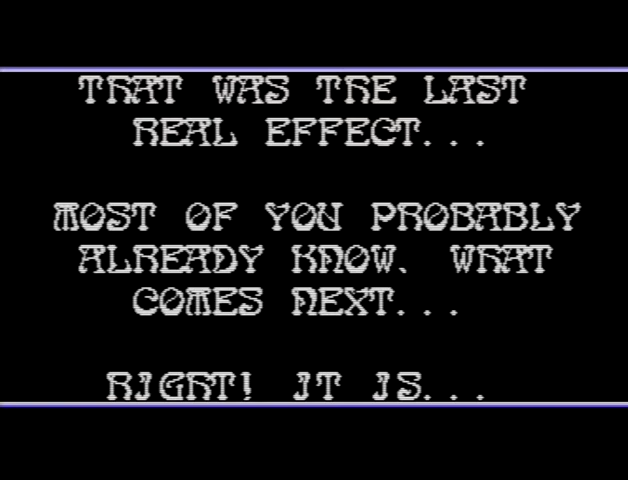 THAT WAS THE LAST
REAL EFFECT...
MOST OF YOU PROBABLY
ALREADY KNOW, WHAT
COMES NEXT...
RIGHT! IT IS...